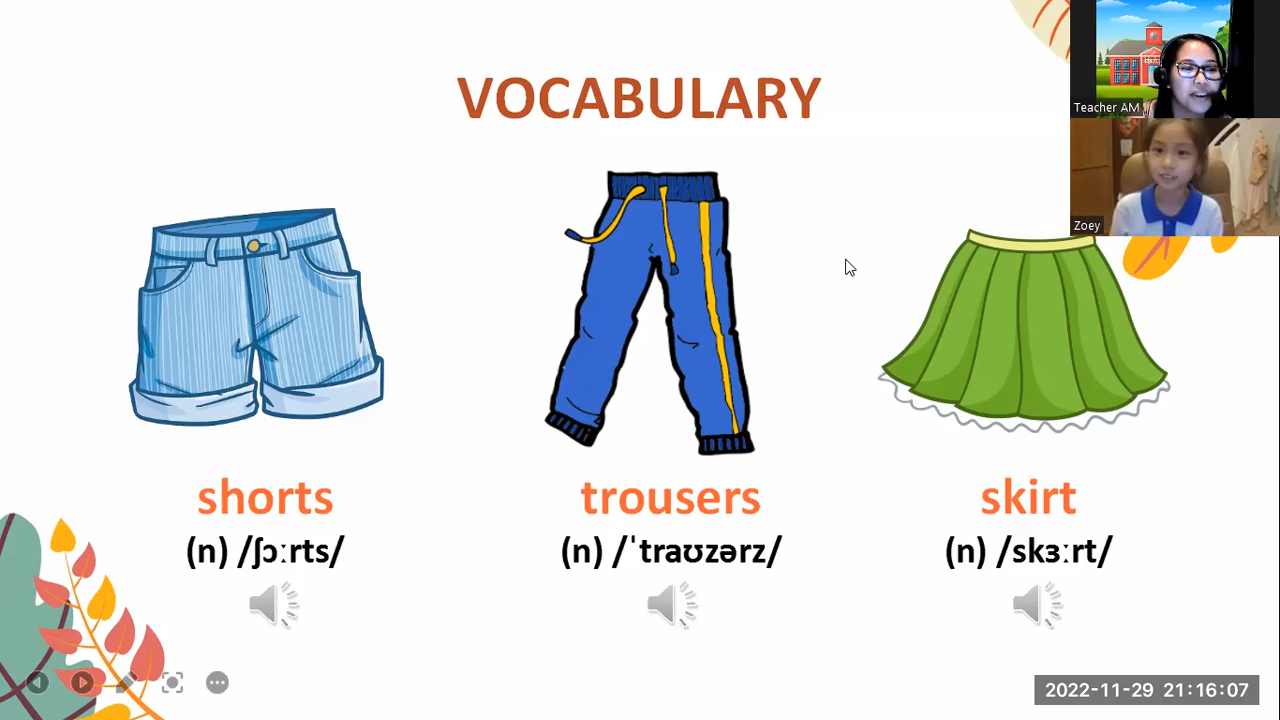 VOCABULARY
Teacher AM
Zoey
shorts
(n) /ʃɔːrts/
trousers
(n) /ˈtraʊzərz/
skirt
(n) /skɜːrt/
2022-11-29 21:16:07